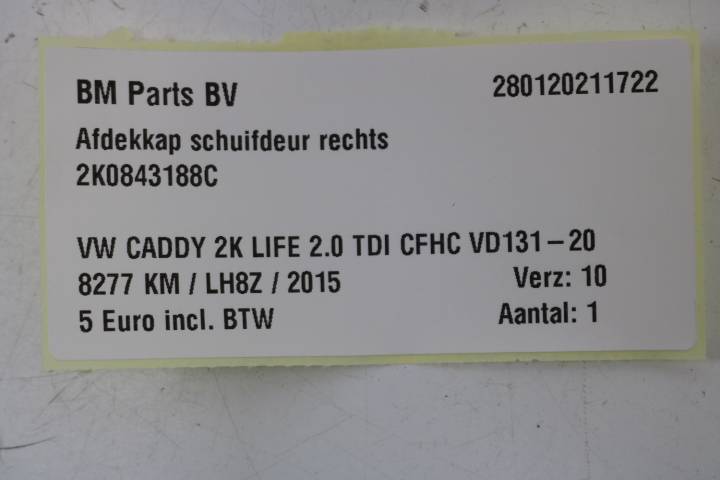 BM Parts BV 280120211722
Afdekkap schuifdeur rechts
2K0843188C
VW CADDY 2K LIFE 2.0 TDI CFHC VD131-20
8277 KM / LH8Z / 2015 Verz: 10
5 Euro incl. BTW Aantal: 1